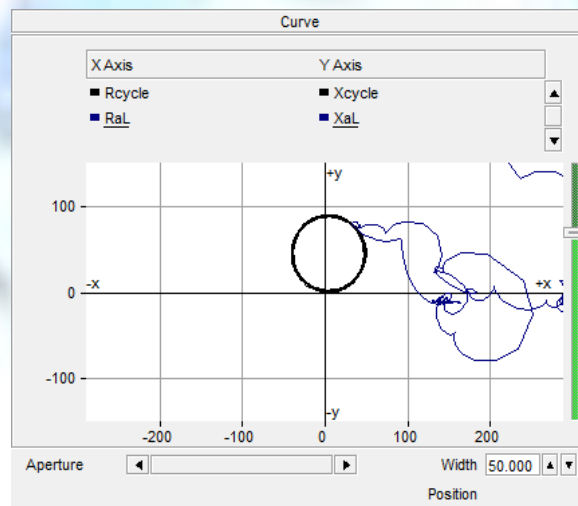 Curve
X Axis Y Axis
Rcycle Xcycle
RaL XaL
+y
100
-x 0 +x
-100
-y
-200 -100 0 100 200
Aperture Width 50.000
Position